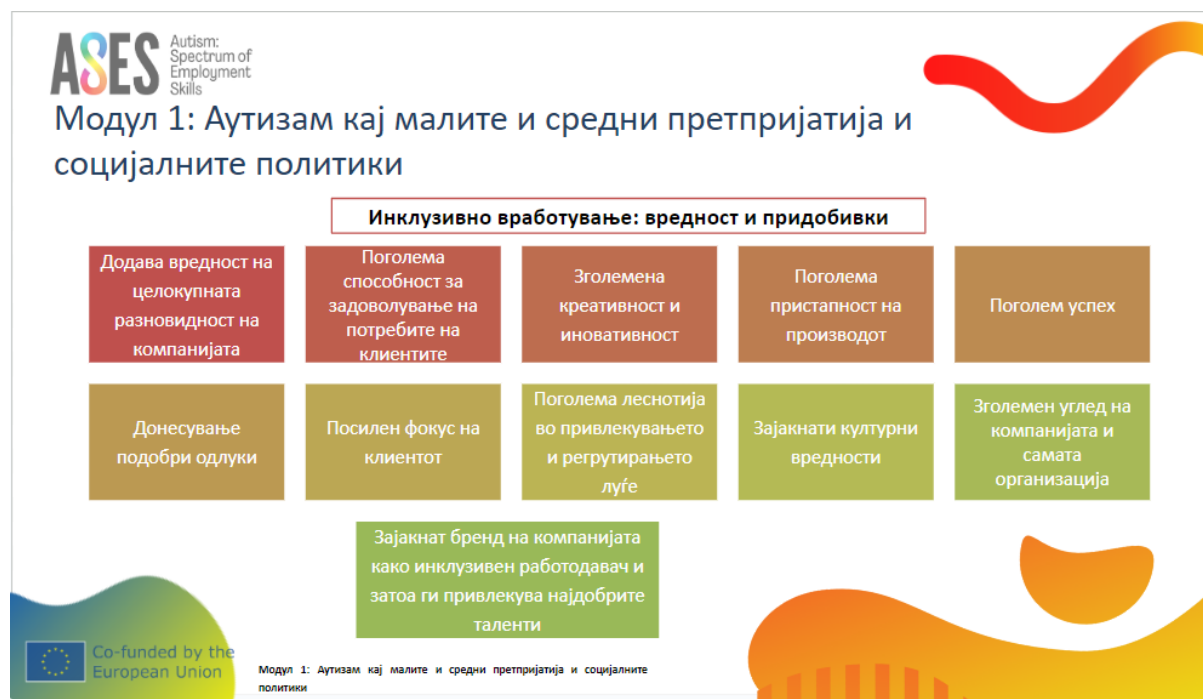 ASES
Autism:
Spectrum of
Employment
Skills
Модул 1: Аутизам кај малите и средни претпријатија и
социјалните политики
Инклузивно вработување: вредност и придобивки
Додава вредност на
целокупната
разновидност на
компанијата
Поголема
способност за
задоволување на
потребите на
клиентите
Зголемена
креативност и
иновативност
Поголема
пристапност на
производот
Поголем успех
Донесување
подобри одлуки
Посилен фокус на
клиентот
Поголема леснотија
во привлекувањето
и регрутирањето
луѓе
Зајакнати културни
вредности
Зголемен углед на
компанијата и
самата
организација
Зајакнат бренд на компанијата
како инклузивен работодавач и
затоа ги привлекува најдобрите
таленти
Co-funded by the
European Union
Модул 1: Аутизам кај малите и средни претпријатија и социјалните
политики